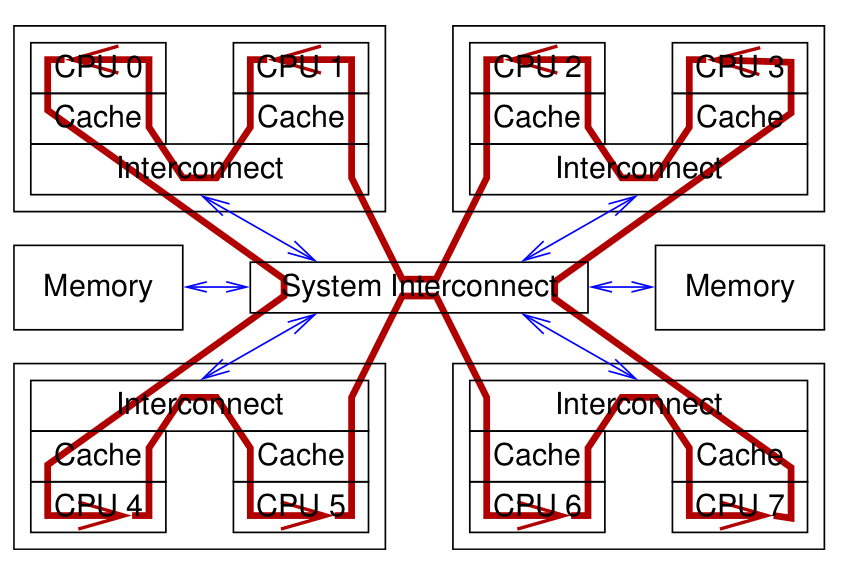 CPU 0
CPU 1
Cache
Cache
Interconnect
CPU 2
CPU 3
Cache
Cache
Interconnect
Memory
System Interconnect
Memory
Interconnect
Cache
Cache
CPU 4
CPU 5
Interconnect
Cache
Cache
CPU 6
CPU 7